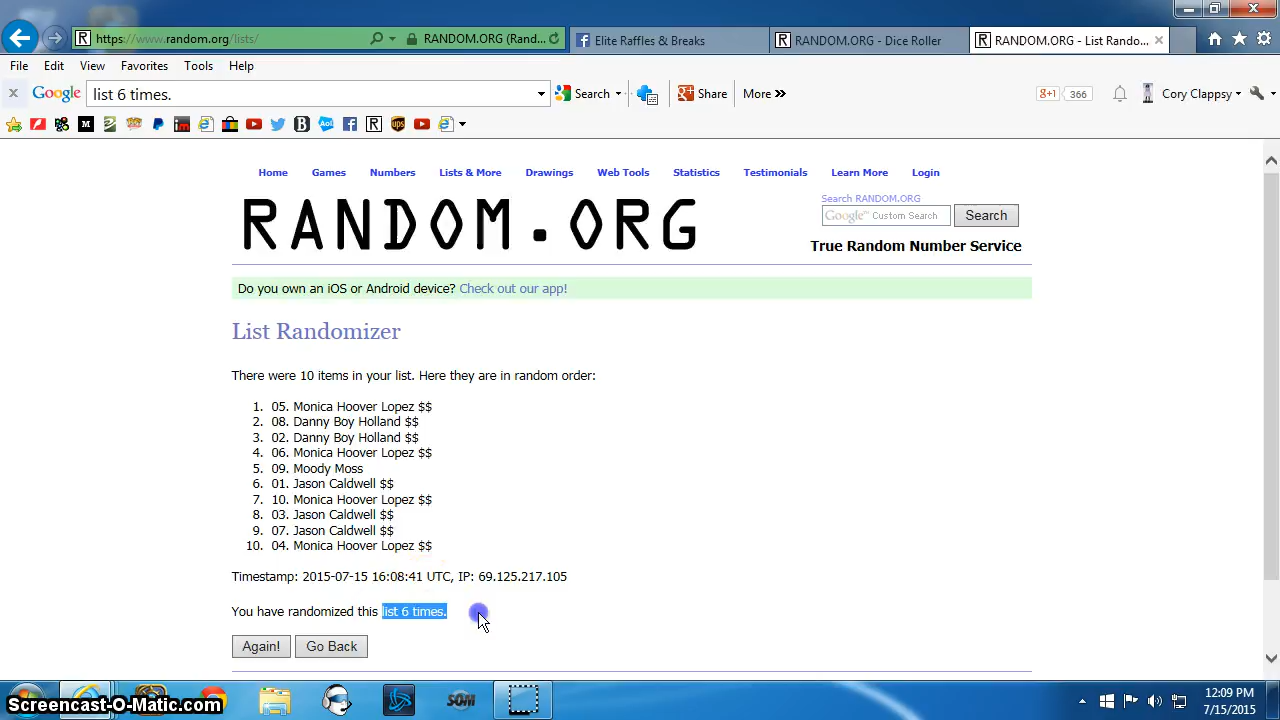 https://www.random.org/lists/
RANDOM.ORG (Rand...
Elite Raffles & Breaks
RANDOM.ORG - Dice Roller
RANDOM.ORG - List Rando...
File Edit View Favorites Tools Help
Google list 6 times. Search Share More
366 Cory Clappsy
Home Games Numbers Lists & More Drawings Web Tools Statistics Testimonials Learn More Login
RANDOM.ORG
Search RANDOM.ORG
Google™ Custom Search Search
True Random Number Service
Do you own an iOS or Android device? Check out our app!
List Randomizer
There were 10 items in your list. Here they are in random order:
1. 05. Monica Hoover Lopez $$
2. 08. Danny Boy Holland $$
3. 02. Danny Boy Holland $$
4. 06. Monica Hoover Lopez $$
5. 09. Moody Moss
6. 01. Jason Caldwell $$
7. 10. Monica Hoover Lopez $$
8. 03. Jason Caldwell $$
9. 07. Jason Caldwell $$
10. 04. Monica Hoover Lopez $$
Timestamp: 2015-07-15 16:08:41 UTC, IP: 69.125.217.105
You have randomized this list 6 times.
Again! Go Back
Screencast-O-Matic.com
SOM
12:09 PM
7/15/2015